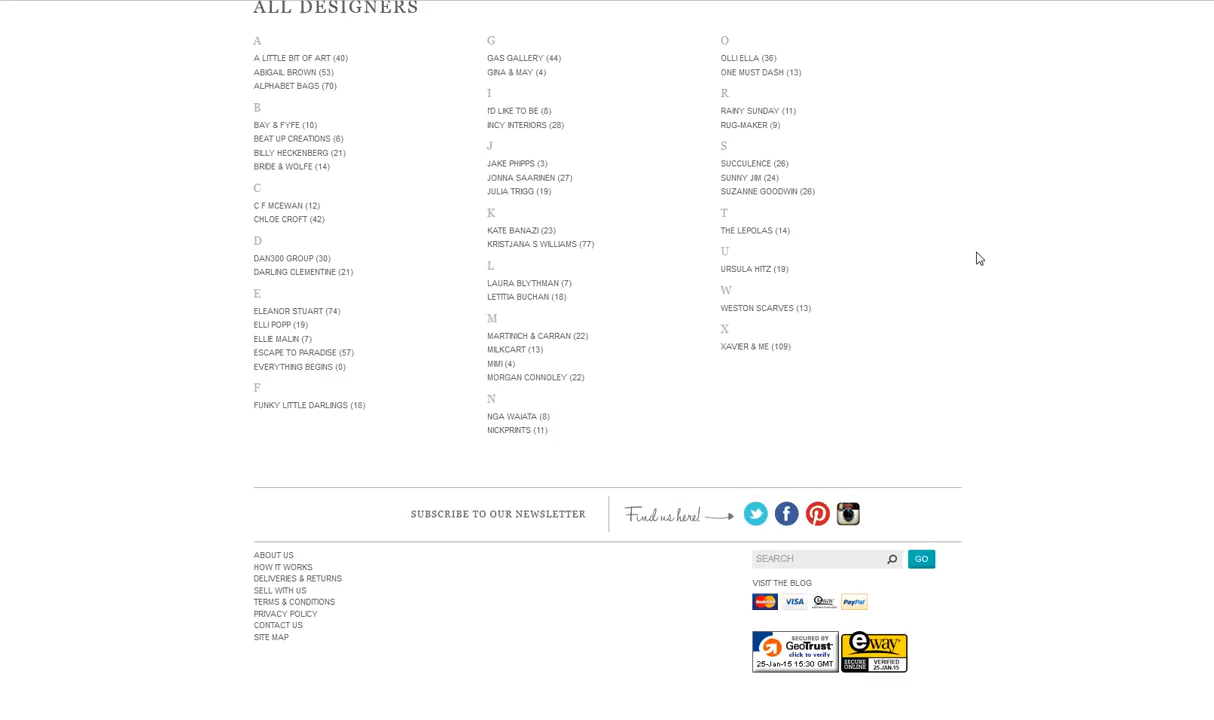 ALL DESIGNERS
A
A LITTLE BIT OF ART (40)
ABIGAIL BROWN (53)
ALPHABET BAGS (70)
B
BAY & FYFE (10)
BEAT UP CREATIONS (6)
BILLY HECKENBERG (21)
BRIDE & WOLFE (14)
C
C F MCEWAN (12)
CHLOE CROFT (42)
D
DAN300 GROUP (30)
DARLING CLEMENTINE (21)
E
ELEANOR STUART (74)
ELLI POPP (19)
ELLIE MALIN (7)
ESCAPE TO PARADISE (57)
EVERYTHING BEGINS (0)
F
FUNKY LITTLE DARLINGS (18)
G
GAS GALLERY (44)
GINA & MAY (4)
I
I'D LIKE TO BE (8)
INCY INTERIORS (28)
J
JAKE PHIPPS (3)
JONNA SAARINEN (27)
JULIA TRIGG (19)
K
KATE BANAZI (23)
KRISTJANA S WILLIAMS (77)
L
LAURA BLYTHMAN (7)
LETITIA BUCHAN (18)
M
MARTINICH & CARRAN (22)
MILKCART (13)
MIMI (4)
MORGAN CONNOLEY (22)
N
NGA WAIATA (8)
NICKPRINTS (11)
O
OLLI ELLA (36)
ONE MUST DASH (13)
R
RAINY SUNDAY (11)
RUG-MAKER (9)
S
SUCCULENCE (26)
SUNNY JIM (24)
SUZANNE GOODWIN (26)
T
THE LEPOLAS (14)
U
URSULA HITZ (19)
W
WESTON SCARVES (13)
X
XAVIER & ME (109)
SUBSCRIBE TO OUR NEWSLETTER
Find us here!
ABOUT US
HOW IT WORKS
DELIVERIES & RETURNS
SELL WITH US
TERMS & CONDITIONS
PRIVACY POLICY
CONTACT US
SITE MAP
SEARCH
GO
VISIT THE BLOG
MasterCard
VISA
eway
PayPal
SECURED BY
GeoTrust
click to verify
25-Jan-15 15:30 GMT
eway
SECURE ONLINE
VERIFIED
25-JAN-15